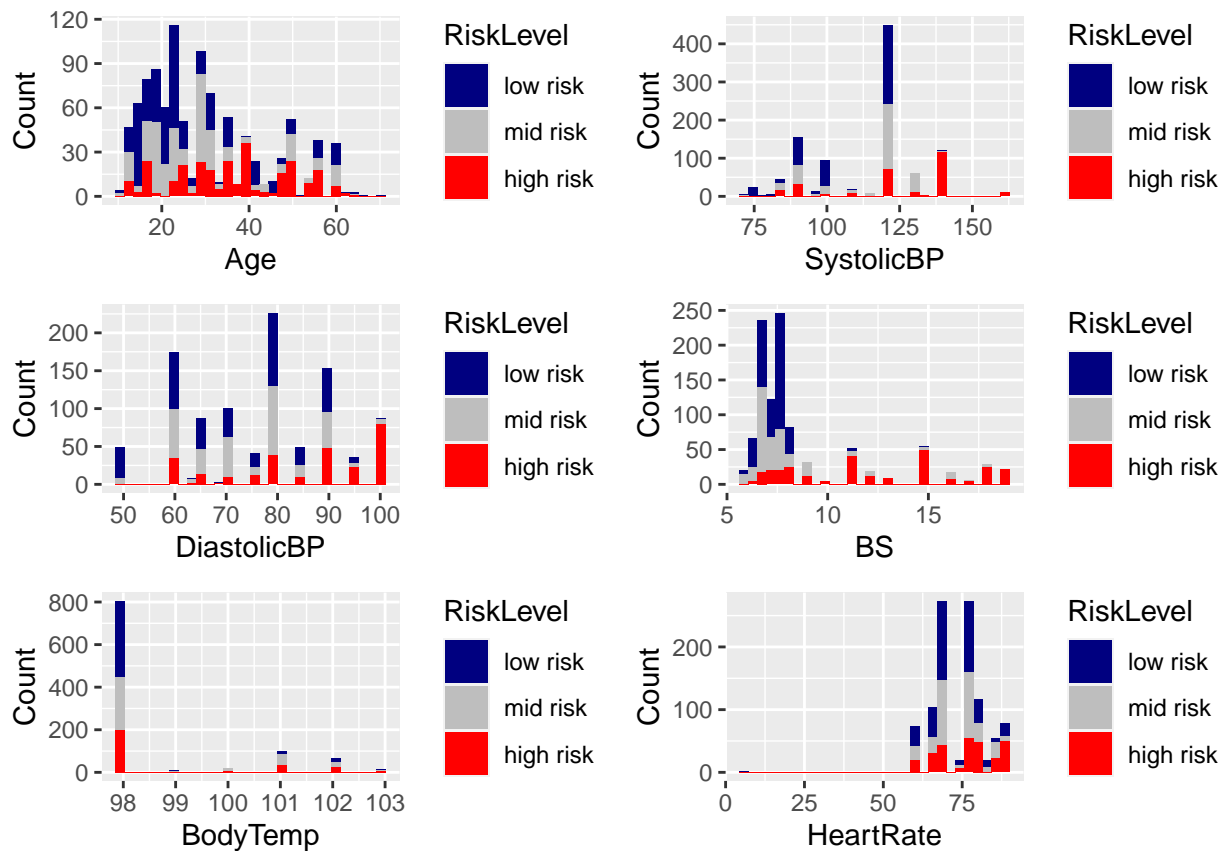 120
90
60
30
0
Count
20 40 60
Age
RiskLevel
low risk
mid risk
high risk
400
300
200
100
0
Count
75 100 125 150
SystolicBP
RiskLevel
low risk
mid risk
high risk
200
150
100
50
0
Count
50 60 70 80 90 100
DiastolicBP
RiskLevel
low risk
mid risk
high risk
250
200
150
100
50
0
Count
5 10 15
BS
RiskLevel
low risk
mid risk
high risk
800
600
400
200
0
Count
98 99 100 101 102 103
BodyTemp
RiskLevel
low risk
mid risk
high risk
200
100
0
Count
0 25 50 75
HeartRate
RiskLevel
low risk
mid risk
high risk